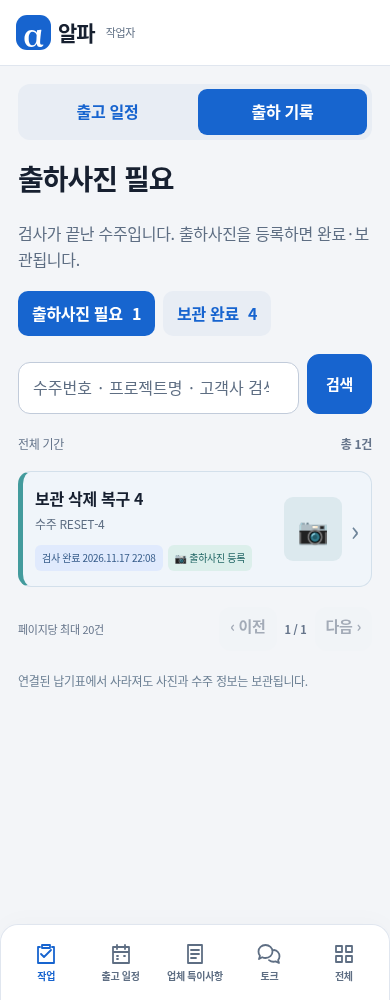 α 알파 작업자
출고 일정 출하 기록
출하사진 필요
검사가 끝난 수주입니다. 출하사진을 등록하면 완료·보
관됩니다.
출하사진 필요 1 보관 완료 4
수주번호 · 프로젝트명 · 고객사 검색
검색
전체 기간 총 1건
보관 삭제 복구 4
수주 RESET-4
검사 완료 2026.11.17 22:08 📷 출하사진 등록
📷 ›
페이지당 최대 20건 ‹ 이전 1 / 1 다음 ›
연결된 납기표에서 사라져도 사진과 수주 정보는 보관됩니다.
작업 출고 일정 업체 특이사항 토크 전체